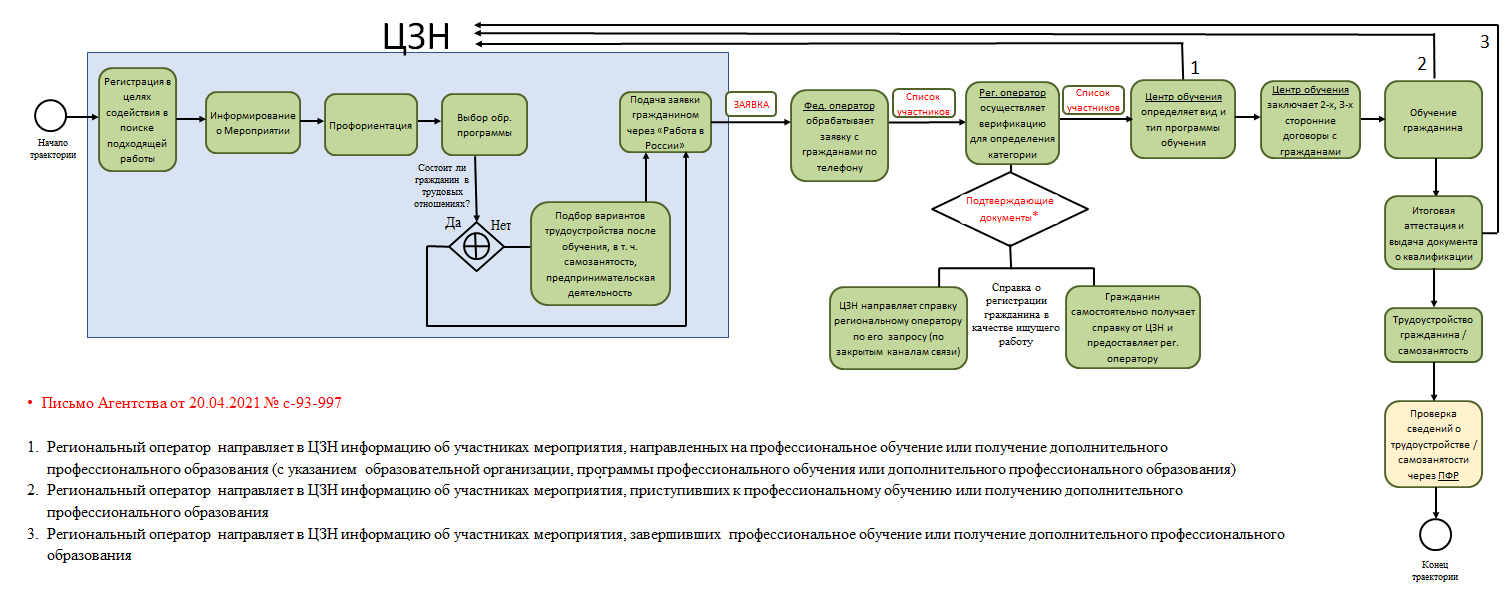 ЦЗН
3
2
1
Начало
траектории
Регистрация в
целях
содействия в
поиске
подходящей
работы
Информирование
о Мероприятии
Профориентация
Выбор обр.
программы
Состоит ли
гражданин в
трудовых
отношениях?
Да
Нет
Подбор вариантов
трудоустройства после
обучения, в т. ч.
самозанятость,
предпринимательская
деятельность
Подача заявки
гражданином
через «Работа в
России»
ЗАЯВКА
Фед. оператор
обрабатывает
заявку с
гражданами по
телефону
Список
участников
Рег. оператор
осуществляет
верификацию
для определения
категории
Список
участников
Подтверждающие
документы*
ЦЗН направляет справку
региональному оператору
по его запросу (по
закрытым каналам связи)
Справка о
регистрации
гражданина в
качестве ищущего
работу
Гражданин
самостоятельно получает
справку от ЦЗН и
предоставляет рег.
оператору
Центр обучения
определяет вид и
тип программы
обучения
Центр обучения
заключает 2-х, 3-х
сторонние
договоры с
гражданами
Обучение
гражданина
Итоговая
аттестация и
выдача документа
о квалификации
Трудоустройство
гражданина /
самозанятость
Проверка
сведений о
трудоустройстве /
самозанятости
через ПФР
Конец
траектории
• Письмо Агентства от 20.04.2021 № с-93-997
1. Региональный оператор направляет в ЦЗН информацию об участниках мероприятия, направленных на профессиональное обучение или получение дополнительного
профессионального образования (с указанием образовательной организации, программы профессионального обучения или дополнительного профессионального образования)
2. Региональный оператор направляет в ЦЗН информацию об участниках мероприятия, приступивших к профессиональному обучению или получению дополнительного
профессионального образования
3. Региональный оператор направляет в ЦЗН информацию об участниках мероприятия, завершивших профессиональное обучение или получение дополнительного профессионального
образования